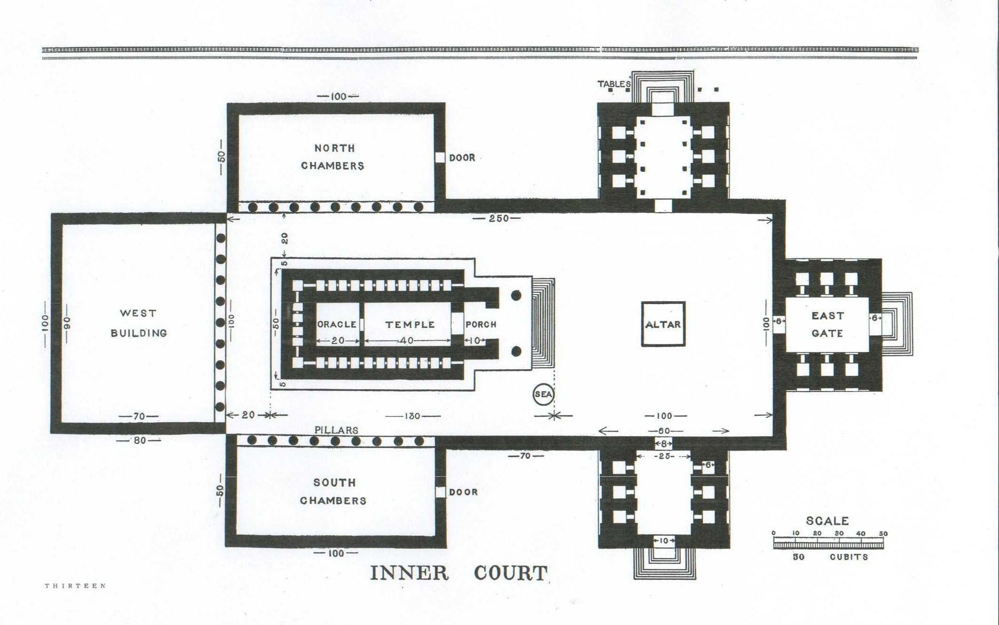 TABLES
100
50
NORTH
CHAMBERS
DOOR
250
20
5
WEST
BUILDING
100
90
100
50
ORACLE
TEMPLE
PORCH
20
40
10
ALTAR
100
6
EAST
GATE
6
5
SEA
70
20
130
100
80
PILLARS
60
8
70
25
6
50
SOUTH
CHAMBERS
DOOR
10
100
SCALE
0 10 20 30 40 50
50 CUBITS
INNER COURT
THIRTEEN